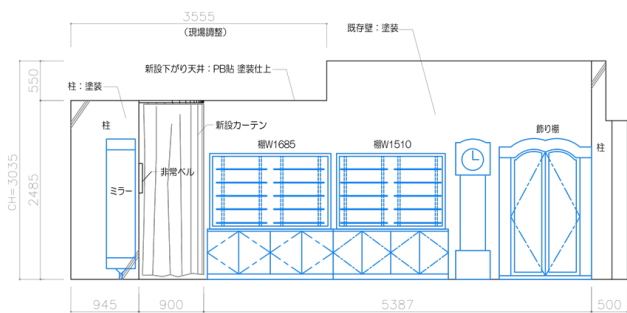 3555
(現場調整)
既存壁：塗装
新設下がり天井：PB貼 塗装仕上
柱：塗装
550
CH=3035
2485
柱
新設カーテン
棚W1685
棚W1510
飾り棚
柱
非常ベル
ミラー
945
900
5387
500